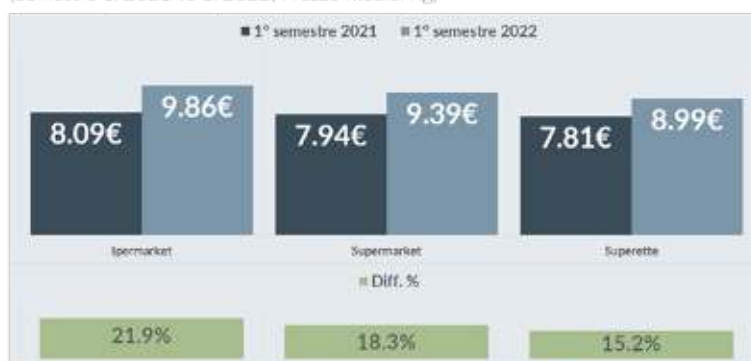 1° semestre 2021 1° semestre 2022
8.09€ 9.86€ 7.94€ 9.39€ 7.81€ 8.99€
Ipermarket Supermarket Superette
Diff. %
21.9% 18.3% 15.2%